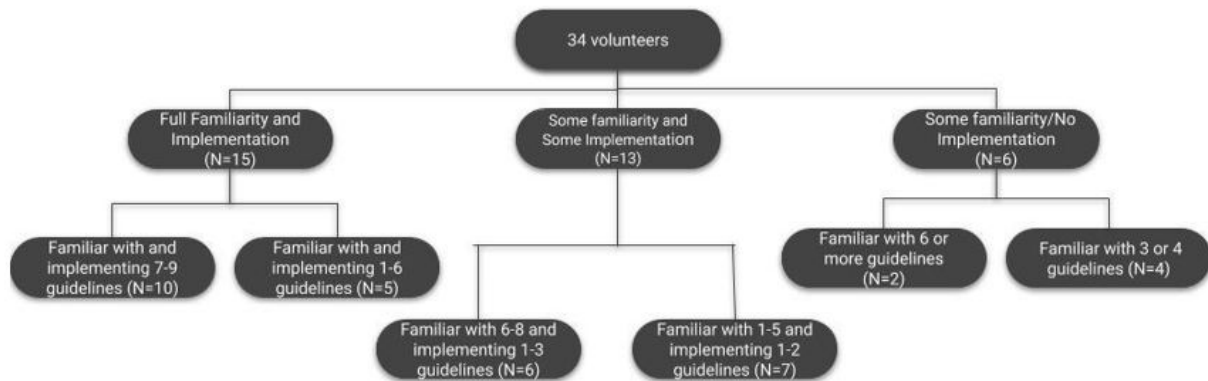 34 volunteers
Full Familiarity and
Implementation
(N=15)
Some familiarity and
Some Implementation
(N=13)
Some familiarity/No
Implementation
(N=6)
Familiar with and
implementing 7-9
guidelines (N=10)
Familiar with and
implementing 1-6
guidelines (N=5)
Familiar with 6-8 and
implementing 1-3
guidelines (N=6)
Familiar with 1-5 and
implementing 1-2
guidelines (N=7)
Familiar with 6 or
more guidelines
(N=2)
Familiar with 3 or 4
guidelines (N=4)